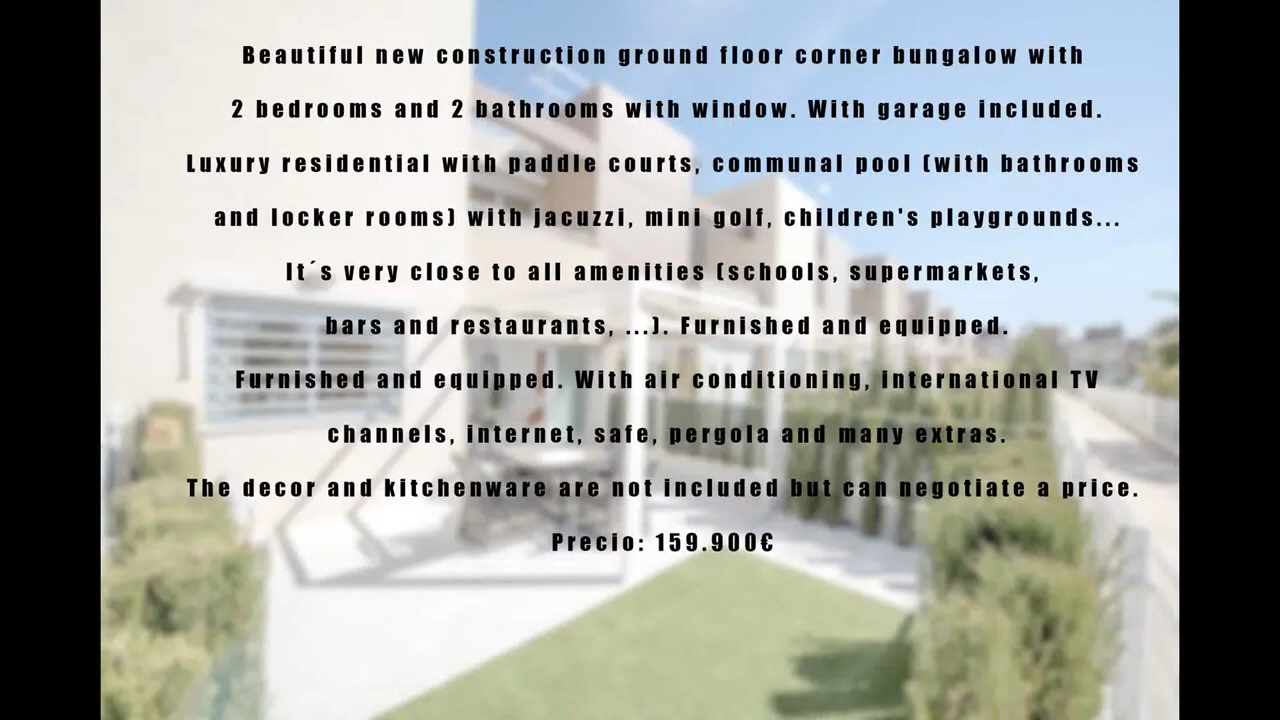 Beautiful new construction ground floor corner bungalow with
2 bedrooms and 2 bathrooms with window. With garage included.
Luxury residential with paddle courts, communal pool (with bathrooms
and locker rooms) with jacuzzi, mini golf, children's playgrounds...
It´s very close to all amenities (schools, supermarkets,
bars and restaurants, ...). Furnished and equipped.
Furnished and equipped. With air conditioning, international TV
channels, internet, safe, pergola and many extras.
The decor and kitchenware are not included but can negotiate a price.
Precio: 159.900€